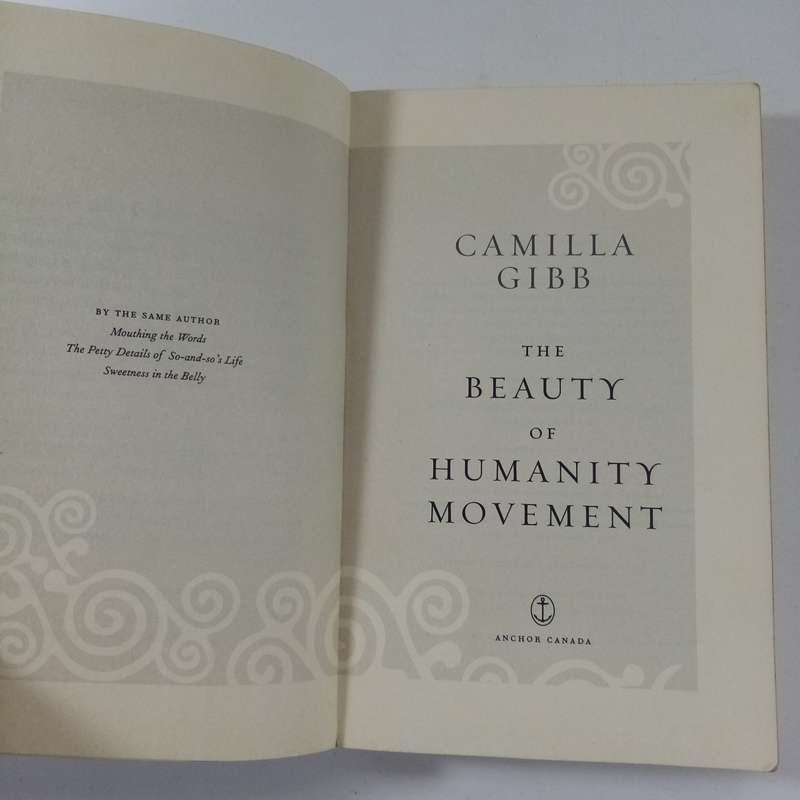 BY THE SAME AUTHOR
Mouthing the Words
The Petty Details of So-and-so's Life
Sweetness in the Belly
CAMILLA
GIBB
THE
BEAUTY
OF
HUMANITY
MOVEMENT
ANCHOR CANADA